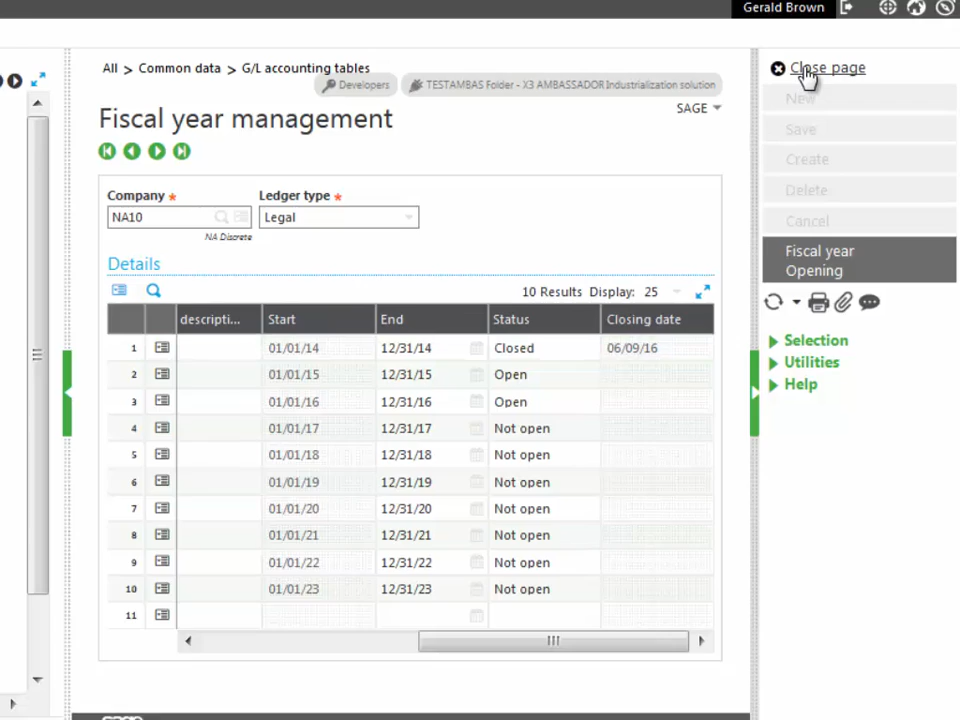 Gerald Brown
All > Common data > G/L accounting tables
Developers
TESTAMBAS Folder - X3 AMBASSADOR Industrialization solution
Fiscal year management
SAGE
Company *
Ledger type *
NA10
Legal
NA Discrete
Details
10 Results Display: 25
descripti... Start End Status Closing date
1 01/01/14 12/31/14 Closed 06/09/16
2 01/01/15 12/31/15 Open
3 01/01/16 12/31/16 Open
4 01/01/17 12/31/17 Not open
5 01/01/18 12/31/18 Not open
6 01/01/19 12/31/19 Not open
7 01/01/20 12/31/20 Not open
8 01/01/21 12/31/21 Not open
9 01/01/22 12/31/22 Not open
10 01/01/23 12/31/23 Not open
11
Close page
New
Save
Create
Delete
Cancel
Fiscal year
Opening
Selection
Utilities
Help